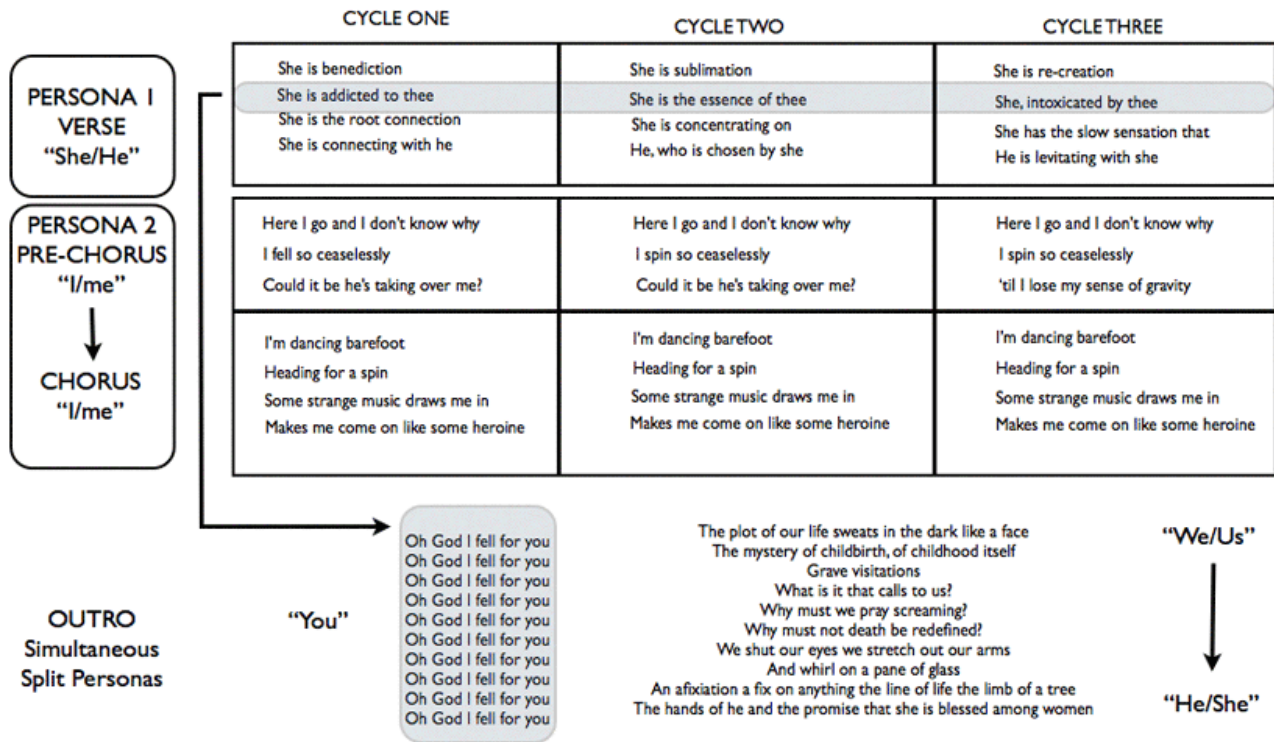 CYCLE ONE
CYCLE TWO
CYCLE THREE
PERSONA 1
VERSE
“She/He”
She is benediction
She is addicted to thee
She is the root connection
She is connecting with he
She is sublimation
She is the essence of thee
She is concentrating on
He, who is chosen by she
She is re-creation
She, intoxicated by thee
She has the slow sensation that
He is levitating with she
PERSONA 2
PRE-CHORUS
“I/me”
Here I go and I don't know why
I fell so ceaselessly
Could it be he's taking over me?
Here I go and I don't know why
I spin so ceaselessly
Could it be he's taking over me?
Here I go and I don't know why
I spin so ceaselessly
'til I lose my sense of gravity
CHORUS
“I/me”
I'm dancing barefoot
Heading for a spin
Some strange music draws me in
Makes me come on like some heroine
I'm dancing barefoot
Heading for a spin
Some strange music draws me in
Makes me come on like some heroine
I'm dancing barefoot
Heading for a spin
Some strange music draws me in
Makes me come on like some heroine
OUTRO
Simultaneous
Split Personas
“You”
Oh God I fell for you
Oh God I fell for you
Oh God I fell for you
Oh God I fell for you
Oh God I fell for you
Oh God I fell for you
Oh God I fell for you
Oh God I fell for you
Oh God I fell for you
Oh God I fell for you
The plot of our life sweats in the dark like a face
The mystery of childbirth, of childhood itself
Grave visitations
What is it that calls to us?
Why must we pray screaming?
Why must not death be redefined?
We shut our eyes we stretch out our arms
And whirl on a pane of glass
An afixiation a fix on anything the line of life the limb of a tree
The hands of he and the promise that she is blessed among women
“We/Us”
“He/She”